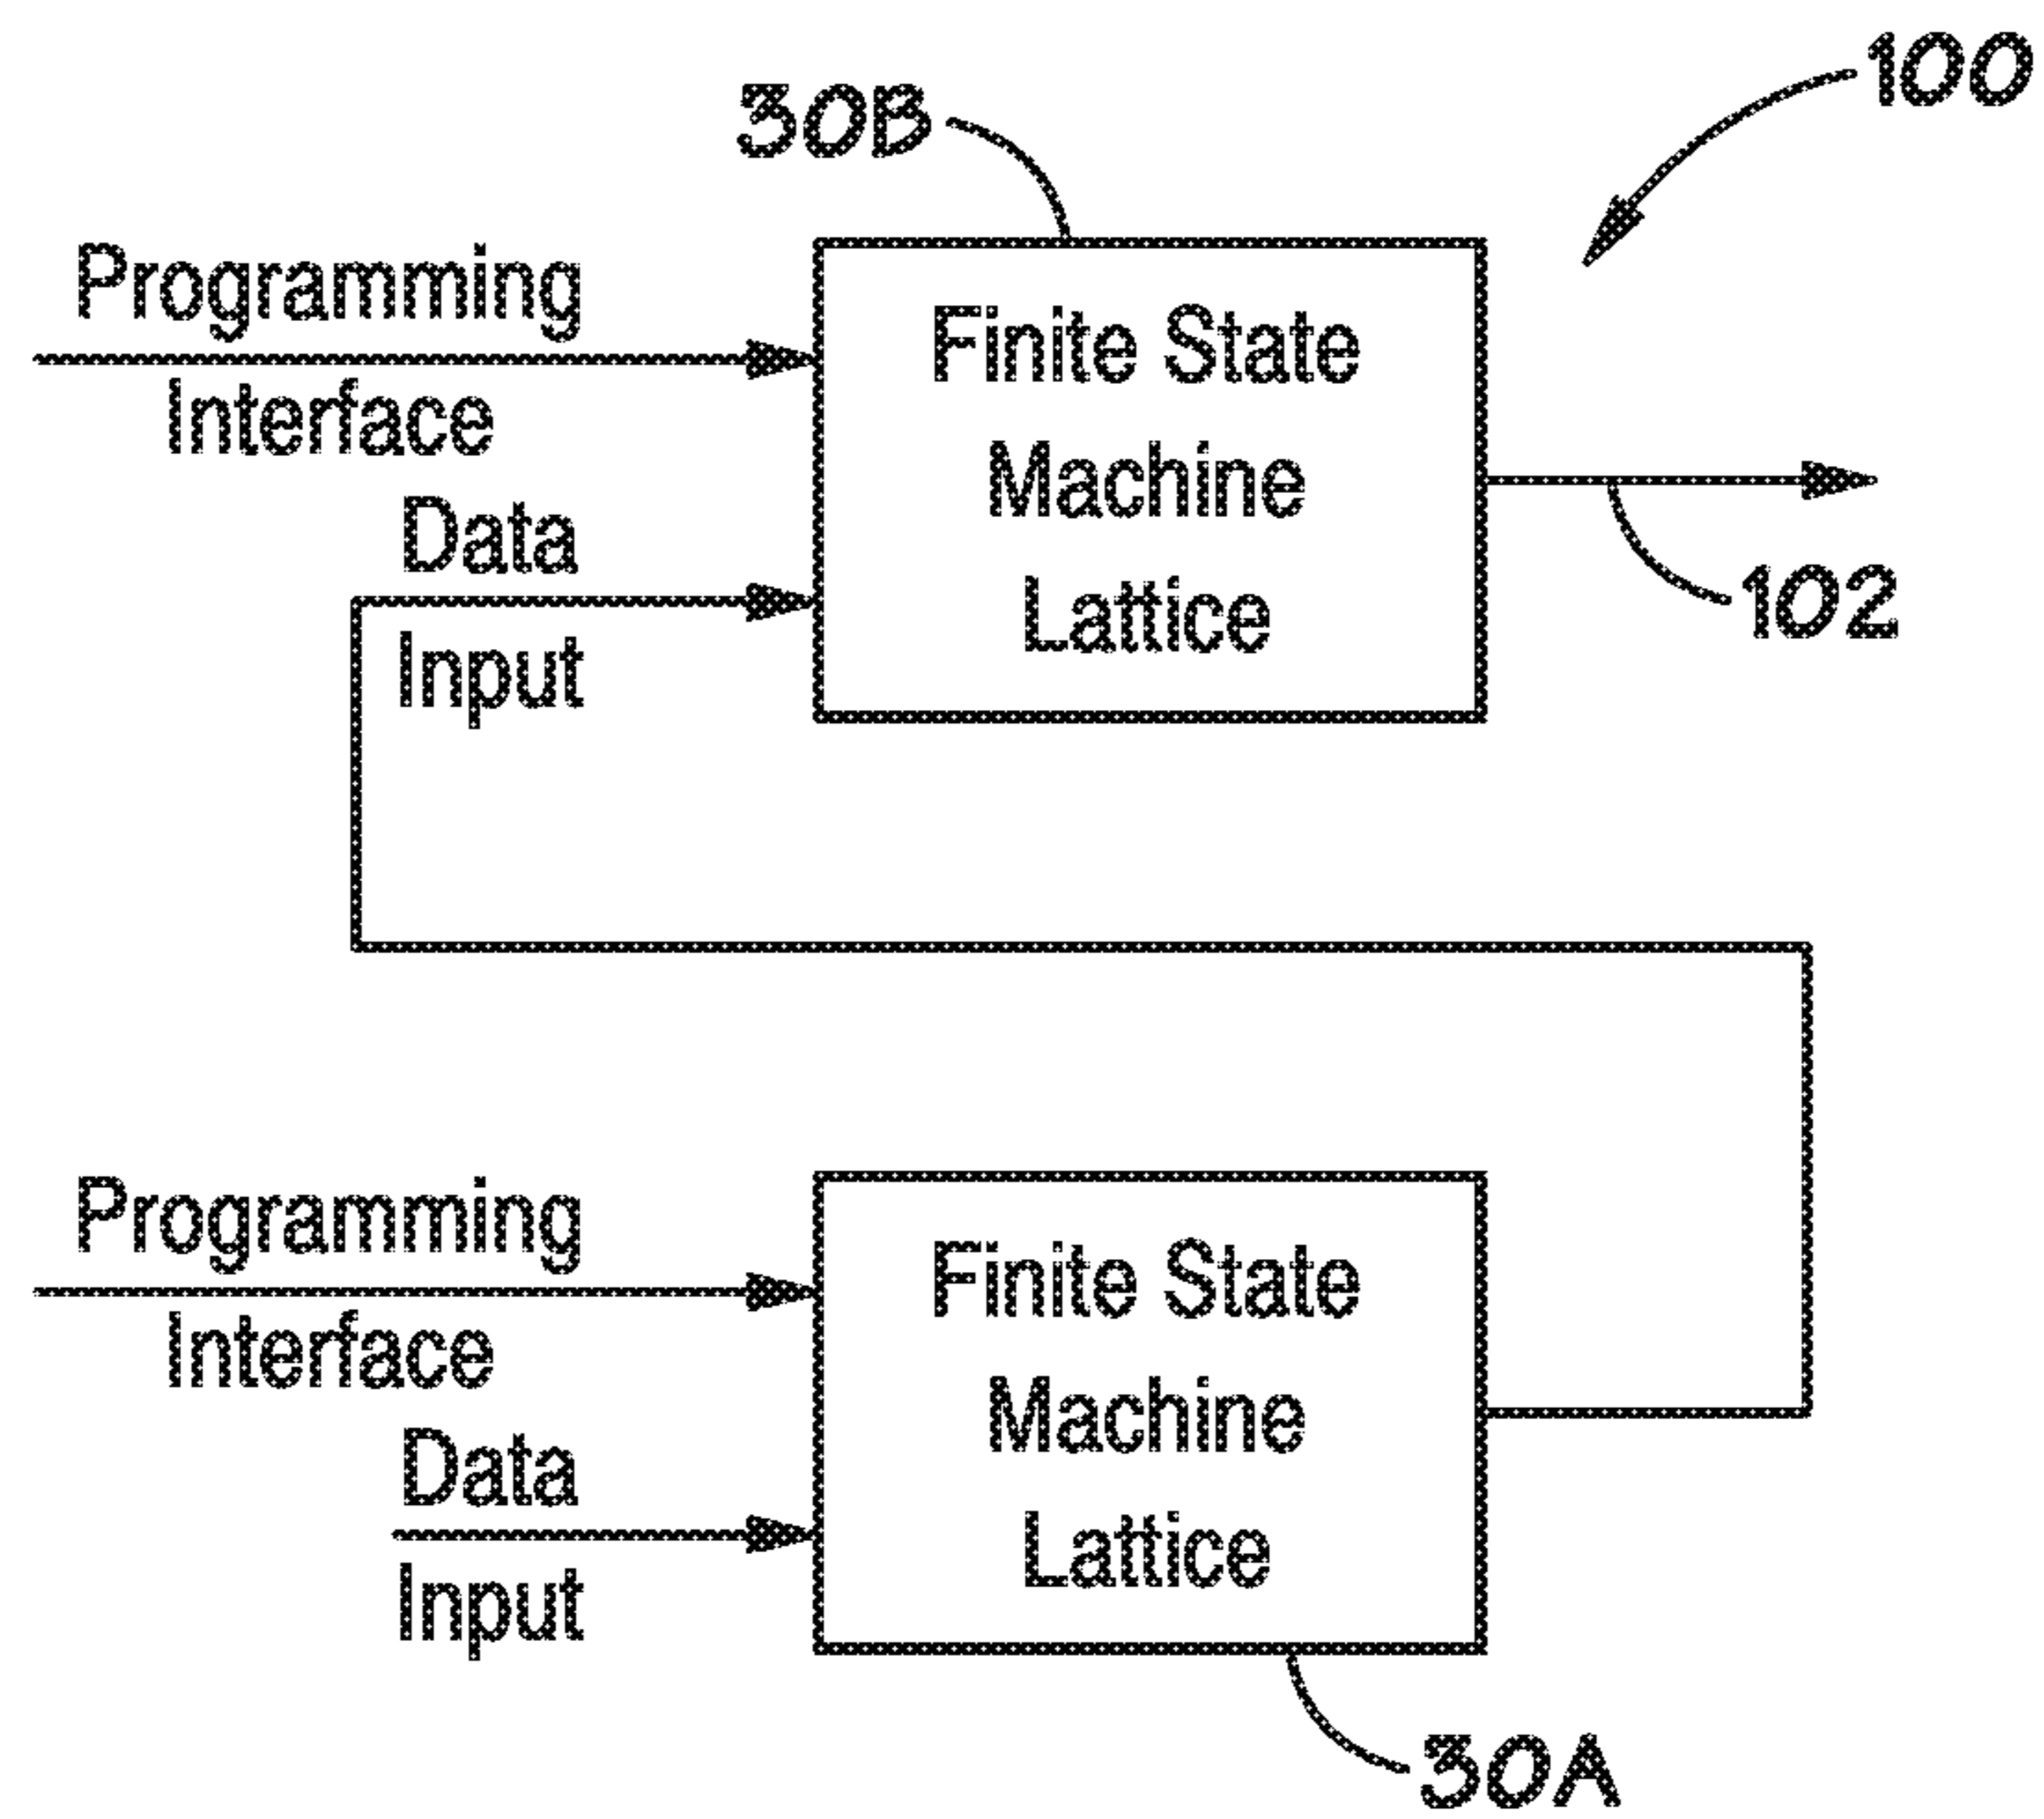 100
30B
Programming
Interface
Data
Input
Finite State
Machine
Lattice
102
Programming
Interface
Data
Input
Finite State
Machine
Lattice
30A